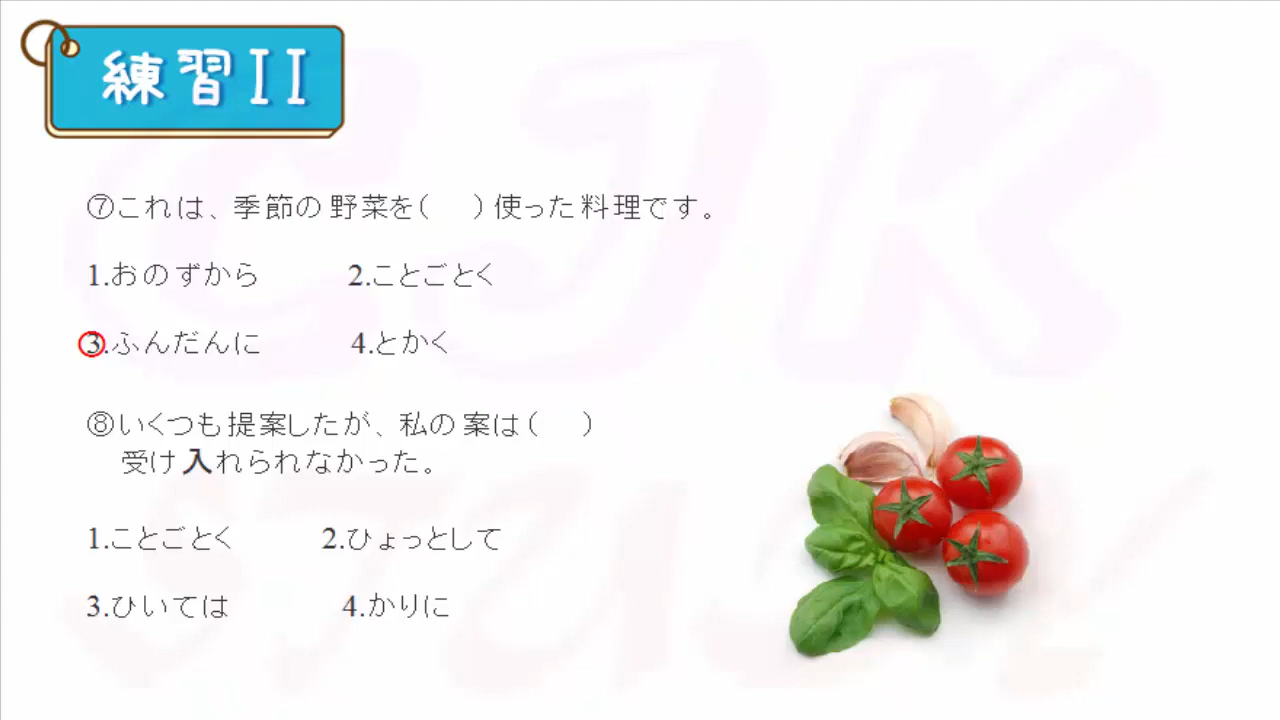 練習II
⑦これは、季節の野菜を(　)使った料理です。
1.おのずから　2.ことごとく
3.ふんだんに　4.とかく
⑧いくつも提案したが、私の案は(　)
受け入れられなかった。
1.ことごとく　2.ひょっとして
3.ひいては　4.かりに
CJK
STUDY